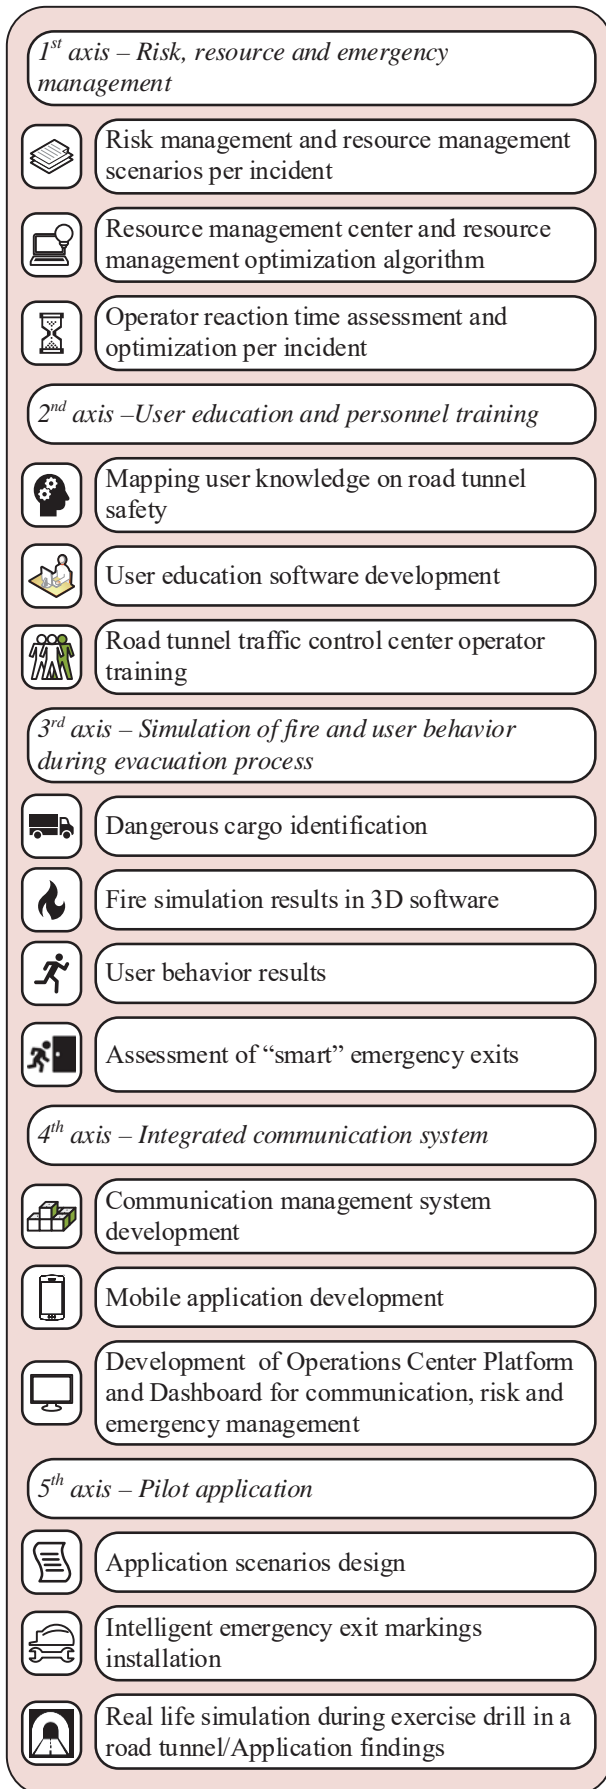 1st axis – Risk, resource and emergency
management
Risk management and resource management
scenarios per incident
Resource management center and resource
management optimization algorithm
Operator reaction time assessment and
optimization per incident
2nd axis –User education and personnel training
Mapping user knowledge on road tunnel
safety
User education software development
Road tunnel traffic control center operator
training
3rd axis – Simulation of fire and user behavior
during evacuation process
Dangerous cargo identification
Fire simulation results in 3D software
User behavior results
Assessment of “smart” emergency exits
4th axis – Integrated communication system
Communication management system
development
Mobile application development
Development  of Operations Center Platform
and Dashboard for communication, risk and
emergency management
5th axis – Pilot application
Application scenarios design
Intelligent emergency exit markings
installation
Real life simulation during exercise drill in a
road tunnel/Application findings